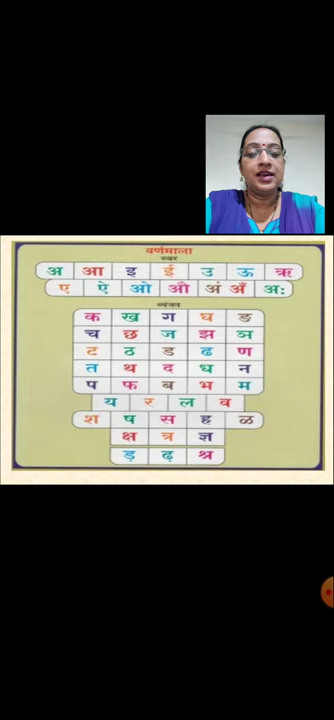 वर्णमाला
स्वर
अ आ इ ई उ ऊ ऋ
ए ऐ ओ औ अं अँ अः
व्यंजन
क ख ग घ ङ
च छ ज झ ञ
ट ठ ड ढ ण
त थ द ध न
प फ ब भ म
य र ल व
श ष स ह ळ
क्ष त्र ज्ञ
ड़ ढ़ श्र